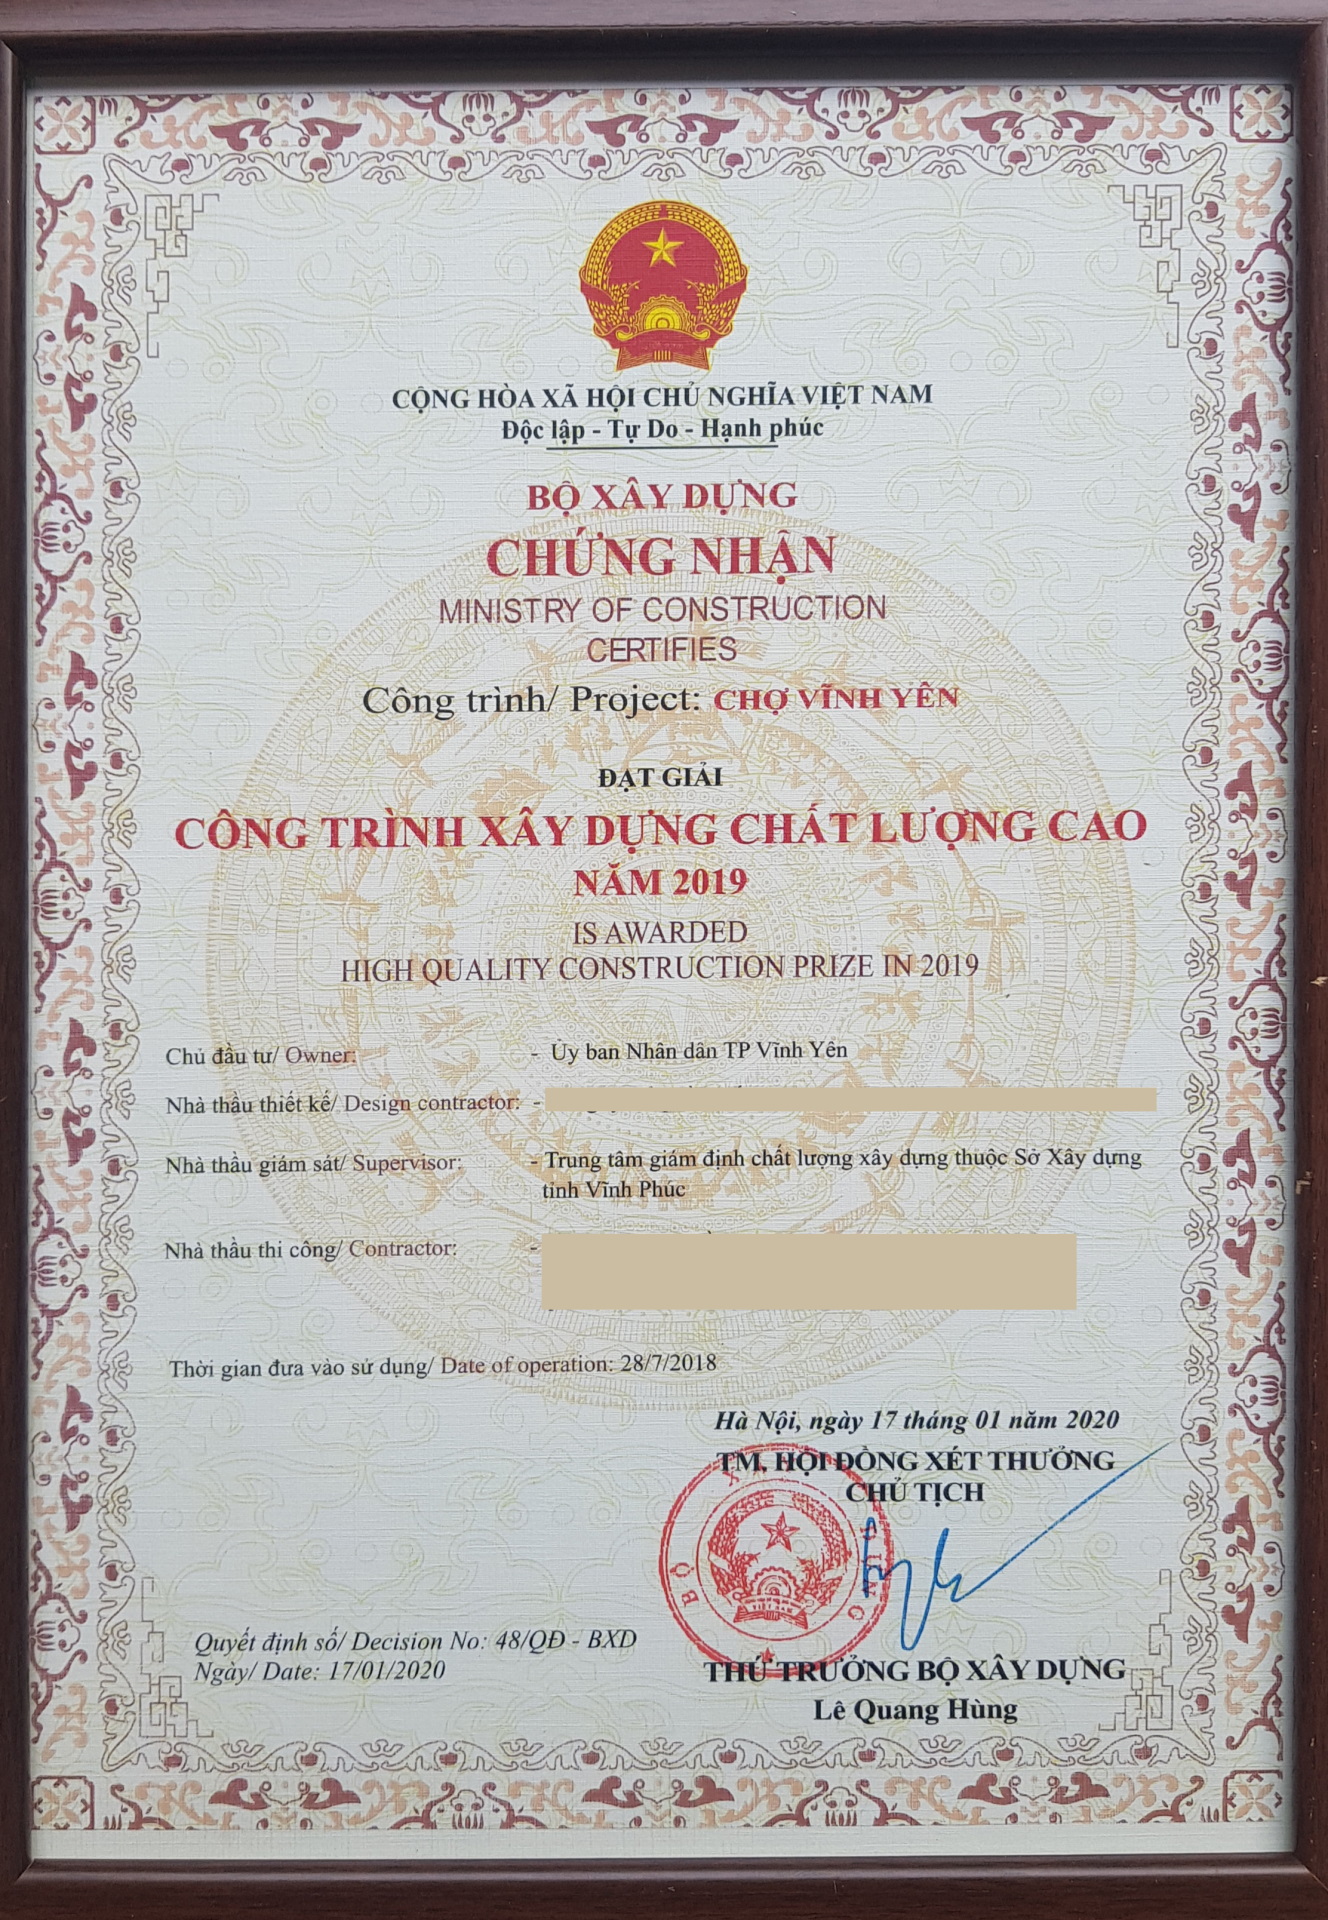 CỘNG HÒA XÃ HỘI CHỦ NGHĨA VIỆT NAM
Độc lập - Tự Do - Hạnh phúc
BỘ XÂY DỰNG
CHỨNG NHẬN
MINISTRY OF CONSTRUCTION
CERTIFIES
Công trình/ Project: CHỢ VĨNH YÊN
ĐẠT GIẢI
CÔNG TRÌNH XÂY DỰNG CHẤT LƯỢNG CAO
NĂM 2019
IS AWARDED
HIGH QUALITY CONSTRUCTION PRIZE IN 2019
Chủ đầu tư/ Owner: - Ủy ban Nhân dân TP Vĩnh Yên
Nhà thầu thiết kế/ Design contractor: -
Nhà thầu giám sát/ Supervisor: - Trung tâm giám định chất lượng xây dựng thuộc Sở Xây dựng
tỉnh Vĩnh Phúc
Nhà thầu thi công/ Contractor: -
Thời gian đưa vào sử dụng/ Date of operation: 28/7/2018
Hà Nội, ngày 17 tháng 01 năm 2020
TM. HỘI ĐỒNG XÉT THƯỞNG
CHỦ TỊCH
BỘ XÂY DỰNG
VIỆT NAM
Quyết định số/ Decision No: 48/QĐ - BXD
Ngày/ Date: 17/01/2020
THỨ TRƯỞNG BỘ XÂY DỰNG
Lê Quang Hùng